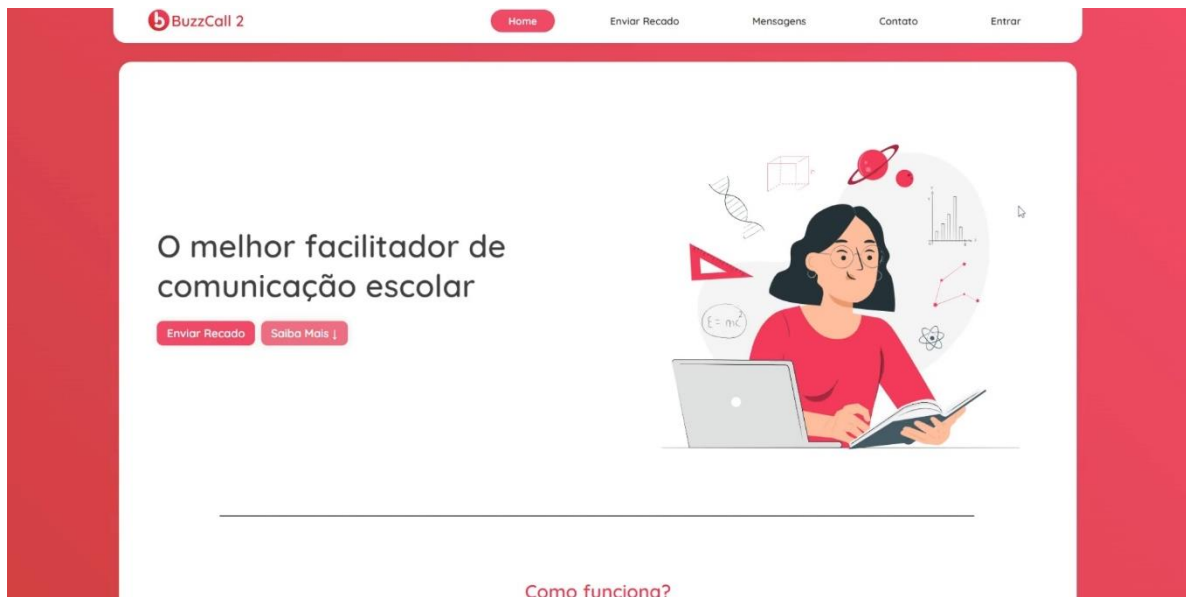 BuzzCall 2
Home
Enviar Recado
Mensagens
Contato
Entrar
O melhor facilitador de
comunicação escolar
Enviar Recado
Saiba Mais ↓
E = mc²
Como funciona?